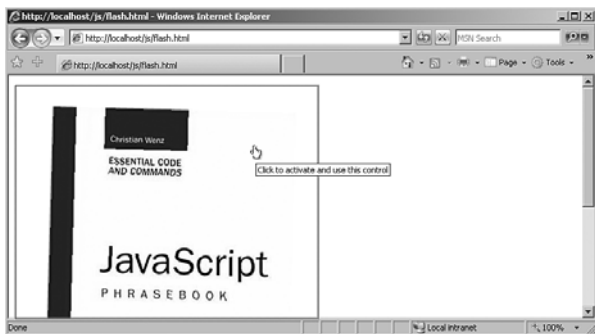 http://localhost/js/flash.html - Windows Internet Explorer
http://localhost/js/flash.html
MSN Search
http://localhost/js/flash.html
Page
Tools
Christian Wenz
ESSENTIAL CODE
AND COMMANDS
Click to activate and use this control
JavaScript
PHRASEBOOK
Done
Local intranet
100%